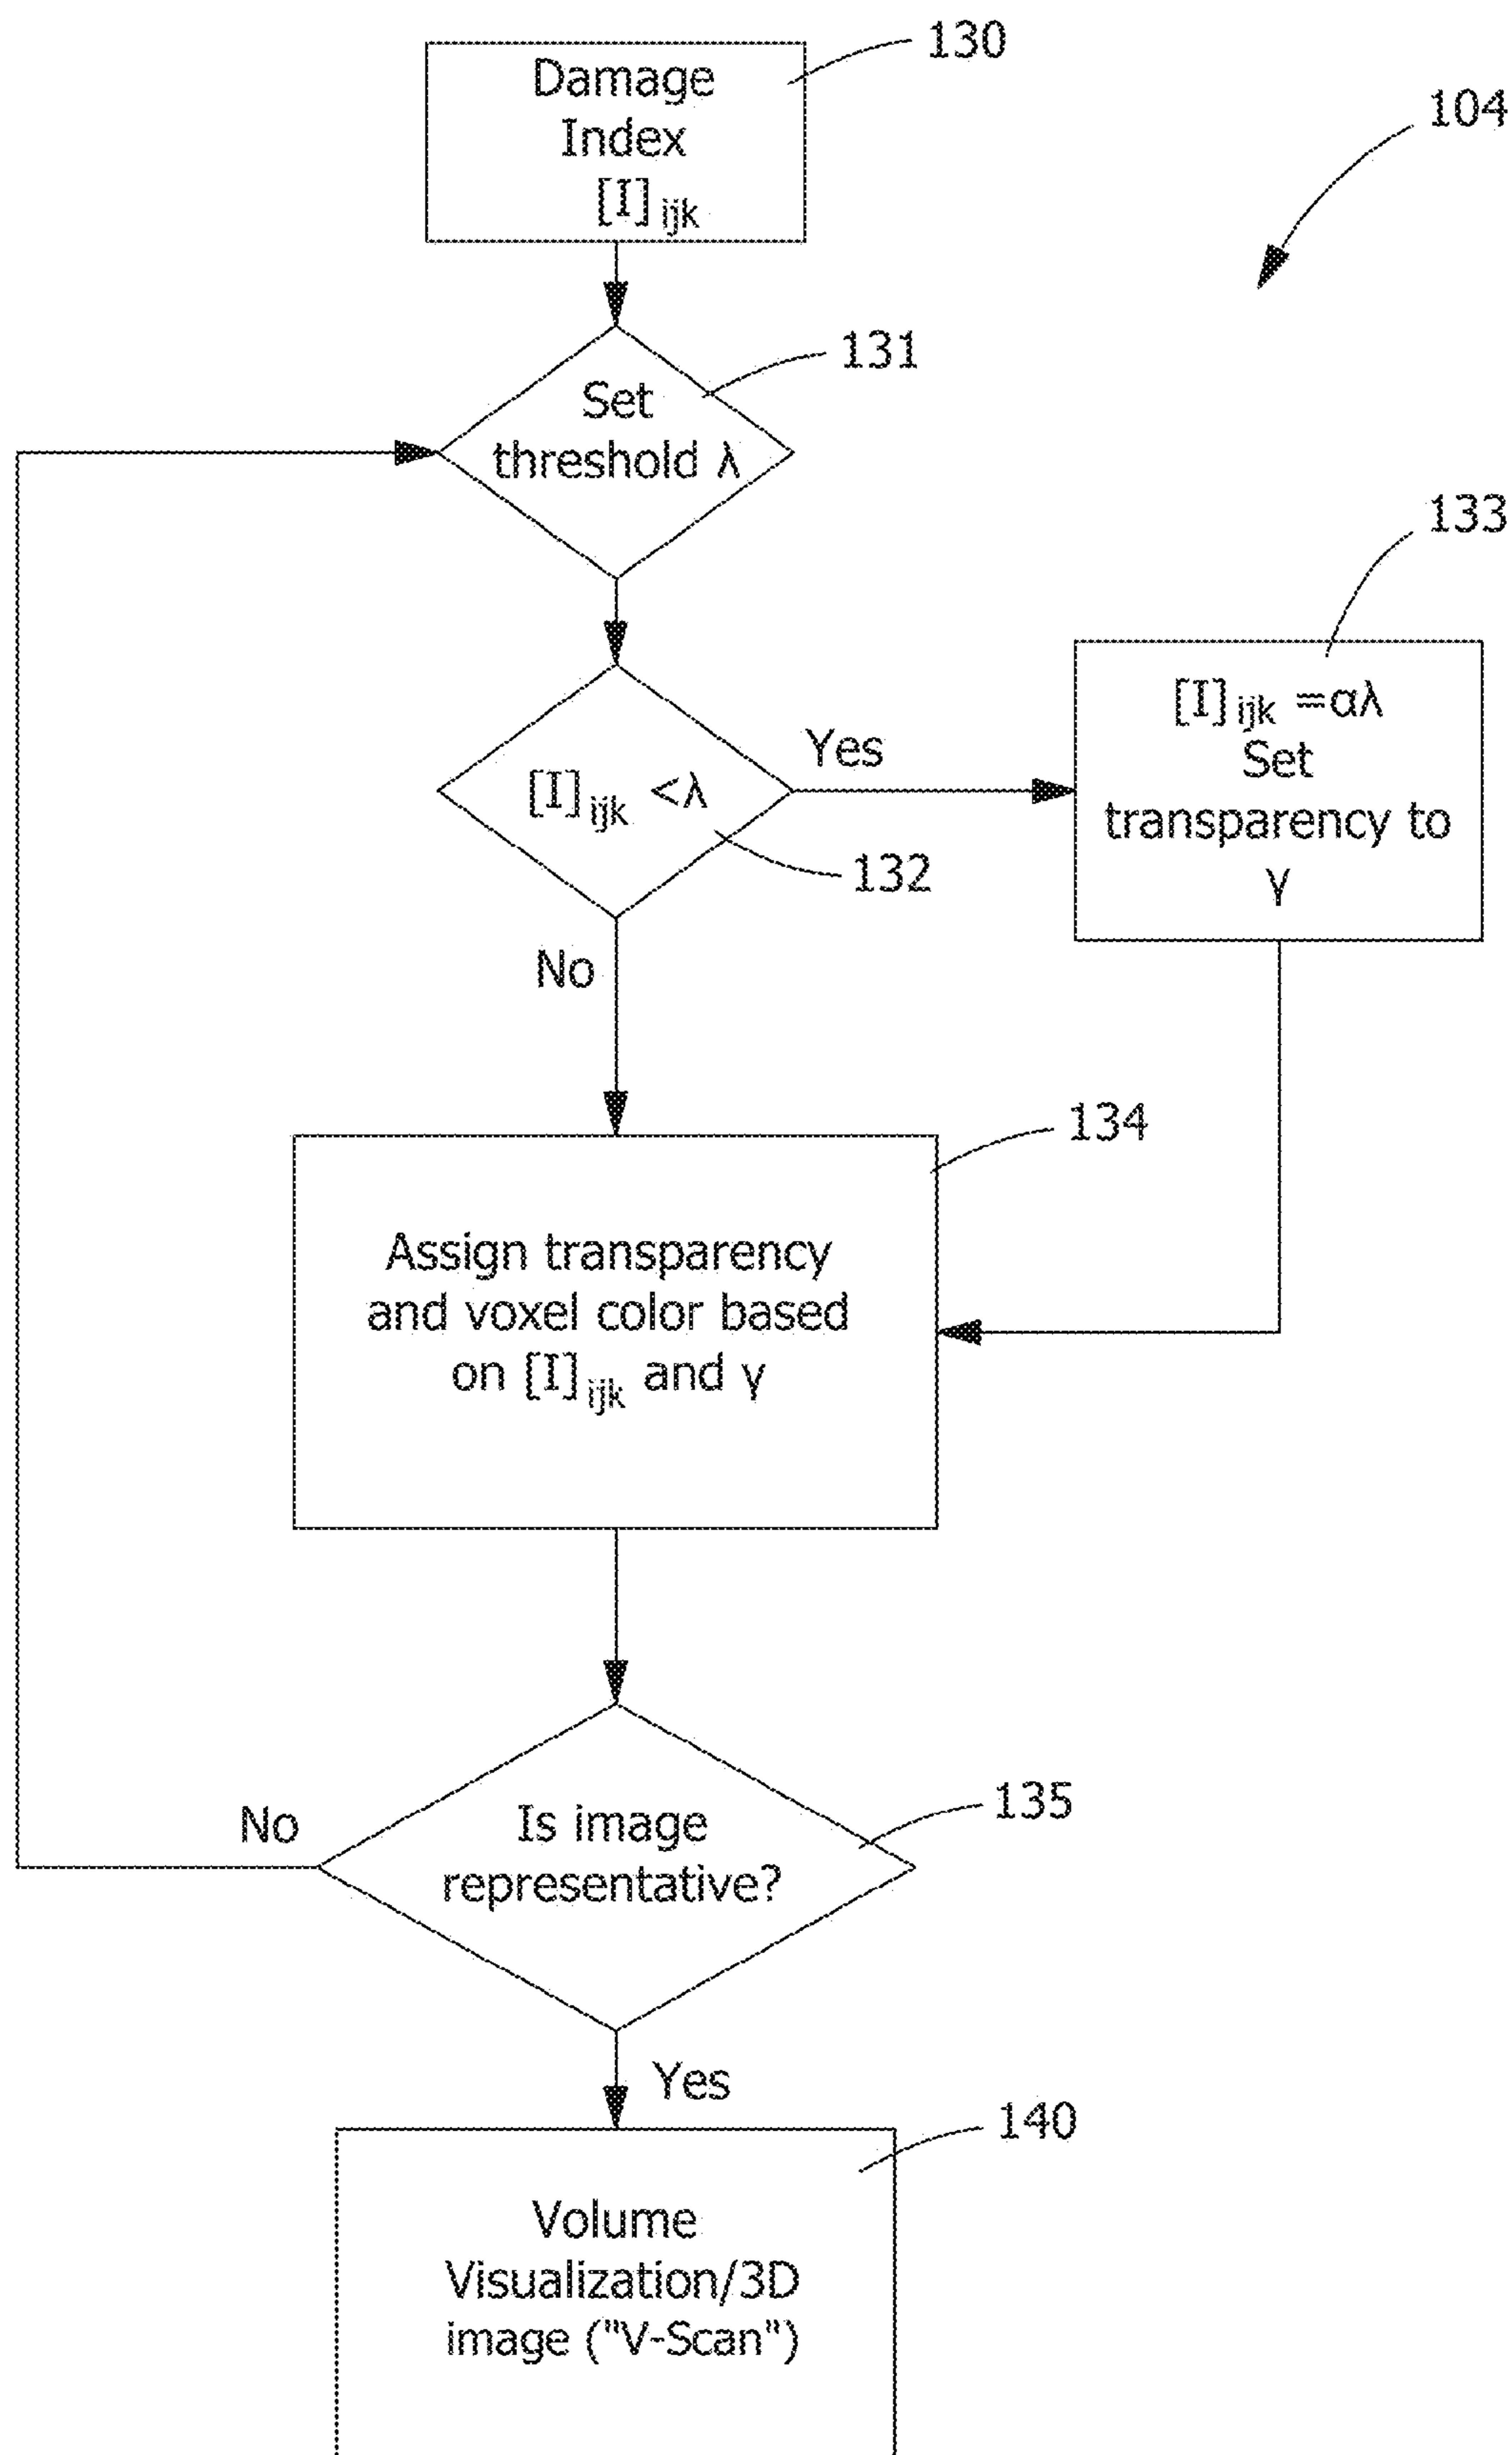 130
Damage
Index
[I] ijk
104
131
Set
threshold λ
133
[I] ijk =αλ
Set
transparency to
γ
Yes
[I] ijk <λ
132
No
134
Assign transparency
and voxel color based
on [I] ijk and γ
135
No
Is image
representative?
Yes
140
Volume
Visualization/3D
image ("V-Scan")